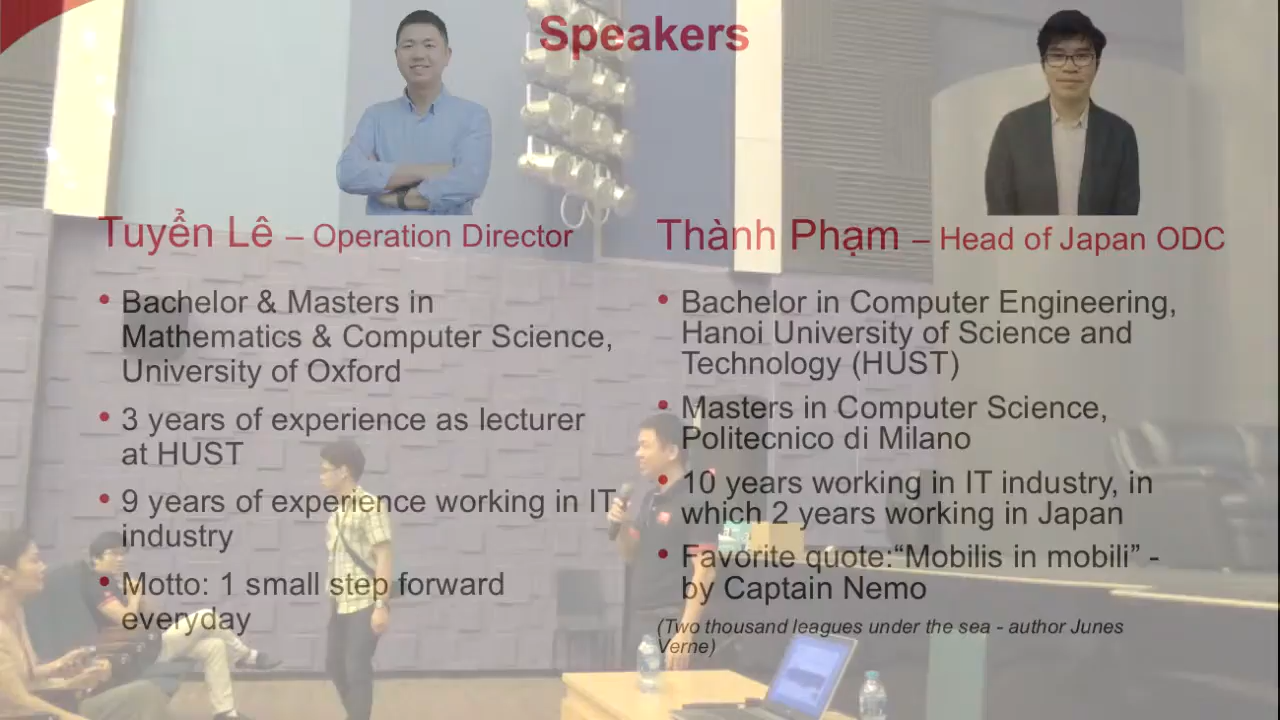 Speakers
Tuyển Lê – Operation Director
• Bachelor & Masters in
Mathematics & Computer Science,
University of Oxford
• 3 years of experience as lecturer
at HUST
• 9 years of experience working in IT
industry
• Motto: 1 small step forward
everyday
Thành Phạm – Head of Japan ODC
• Bachelor in Computer Engineering,
Hanoi University of Science and
Technology (HUST)
• Masters in Computer Science,
Politecnico di Milano
• 10 years working in IT industry, in
which 2 years working in Japan
• Favorite quote:“Mobilis in mobili” -
by Captain Nemo
(Two thousand leagues under the sea - author Junes
Verne)